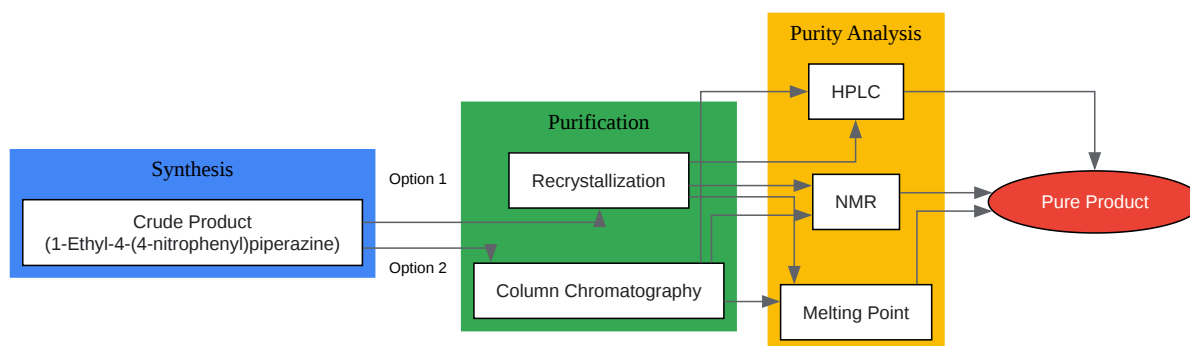 Synthesis
Crude Product
(1-Ethyl-4-(4-nitrophenyl)piperazine)
Option 1
Option 2
Purification
Recrystallization
Column Chromatography
Purity Analysis
HPLC
NMR
Melting Point
Pure Product